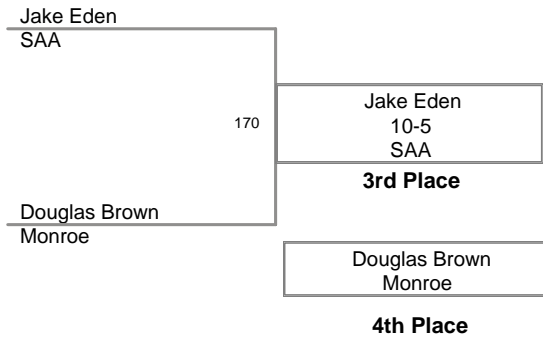 Jake Eden
SAA
170
Jake Eden
10-5
SAA
3rd Place
Douglas Brown
Monroe
Douglas Brown
Monroe
4th Place